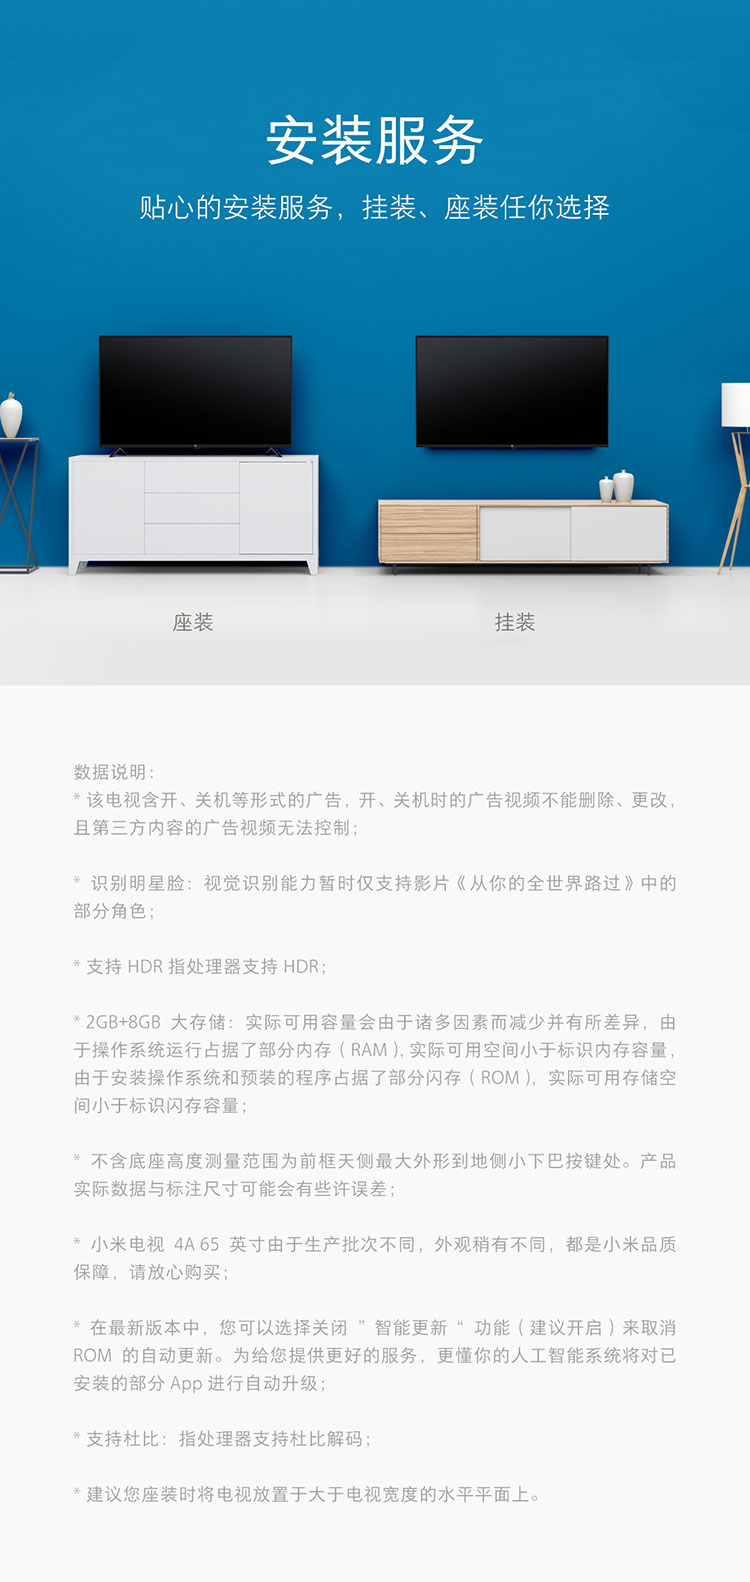 安装服务
贴心的安装服务，挂装、座装任你选择
座装
挂装
数据说明：
* 该电视含开、关机等形式的广告，开、关机时的广告视频不能删除、更改，
且第三方内容的广告视频无法控制；
* 识别明星脸：视觉识别能力暂时仅支持影片《从你的全世界路过》中的
部分角色；
* 支持 HDR 指处理器支持 HDR；
* 2GB+8GB 大存储：实际可用容量会由于诸多因素而减少并有所差异，由
于操作系统运行占据了部分内存（RAM），实际可用空间小于标识内存容量，
由于安装操作系统和预装的程序占据了部分闪存（ROM），实际可用存储空
间小于标识闪存容量；
* 不含底座高度测量范围为前框天侧最大外形到地侧小下巴按键处。产品
实际数据与标注尺寸可能会有些许误差；
* 小米电视 4A 65 英寸由于生产批次不同，外观稍有不同，都是小米品质
保障，请放心购买；
* 在最新版本中，您可以选择关闭 ” 智能更新 “ 功能（建议开启）来取消
ROM 的自动更新。为给您提供更好的服务，更懂你的人工智能系统将对已
安装的部分 App 进行自动升级；
* 支持杜比：指处理器支持杜比解码；
* 建议您座装时将电视放置于大于电视宽度的水平平面上。